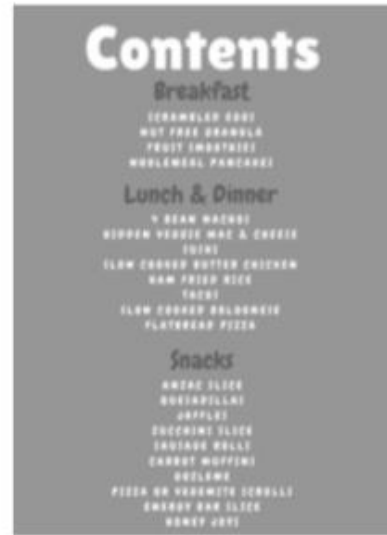 Contents
Breakfast
SCRAMBLED EGGS
NUT FREE GRANOLA
FRUIT SMOOTHIES
WHOLEMEAL PANCAKES
Lunch & Dinner
4 BEAN NACHOS
HIDDEN VEGGIE MAC & CHEESE
SUSHI
SLOW COOKED BUTTER CHICKEN
HAM FRIED RICE
TACOS
SLOW COOKED BOLOGNESE
FLATBREAD PIZZA
Snacks
ANZAC SLICE
QUESADILLAS
JAFFLES
ZUCCHINI SLICE
SAUSAGE ROLLS
CARROT MUFFINS
PIZZA OR VEGEMITE SCROLLS
ENERGY BAR SLICE
HONEY JOYS